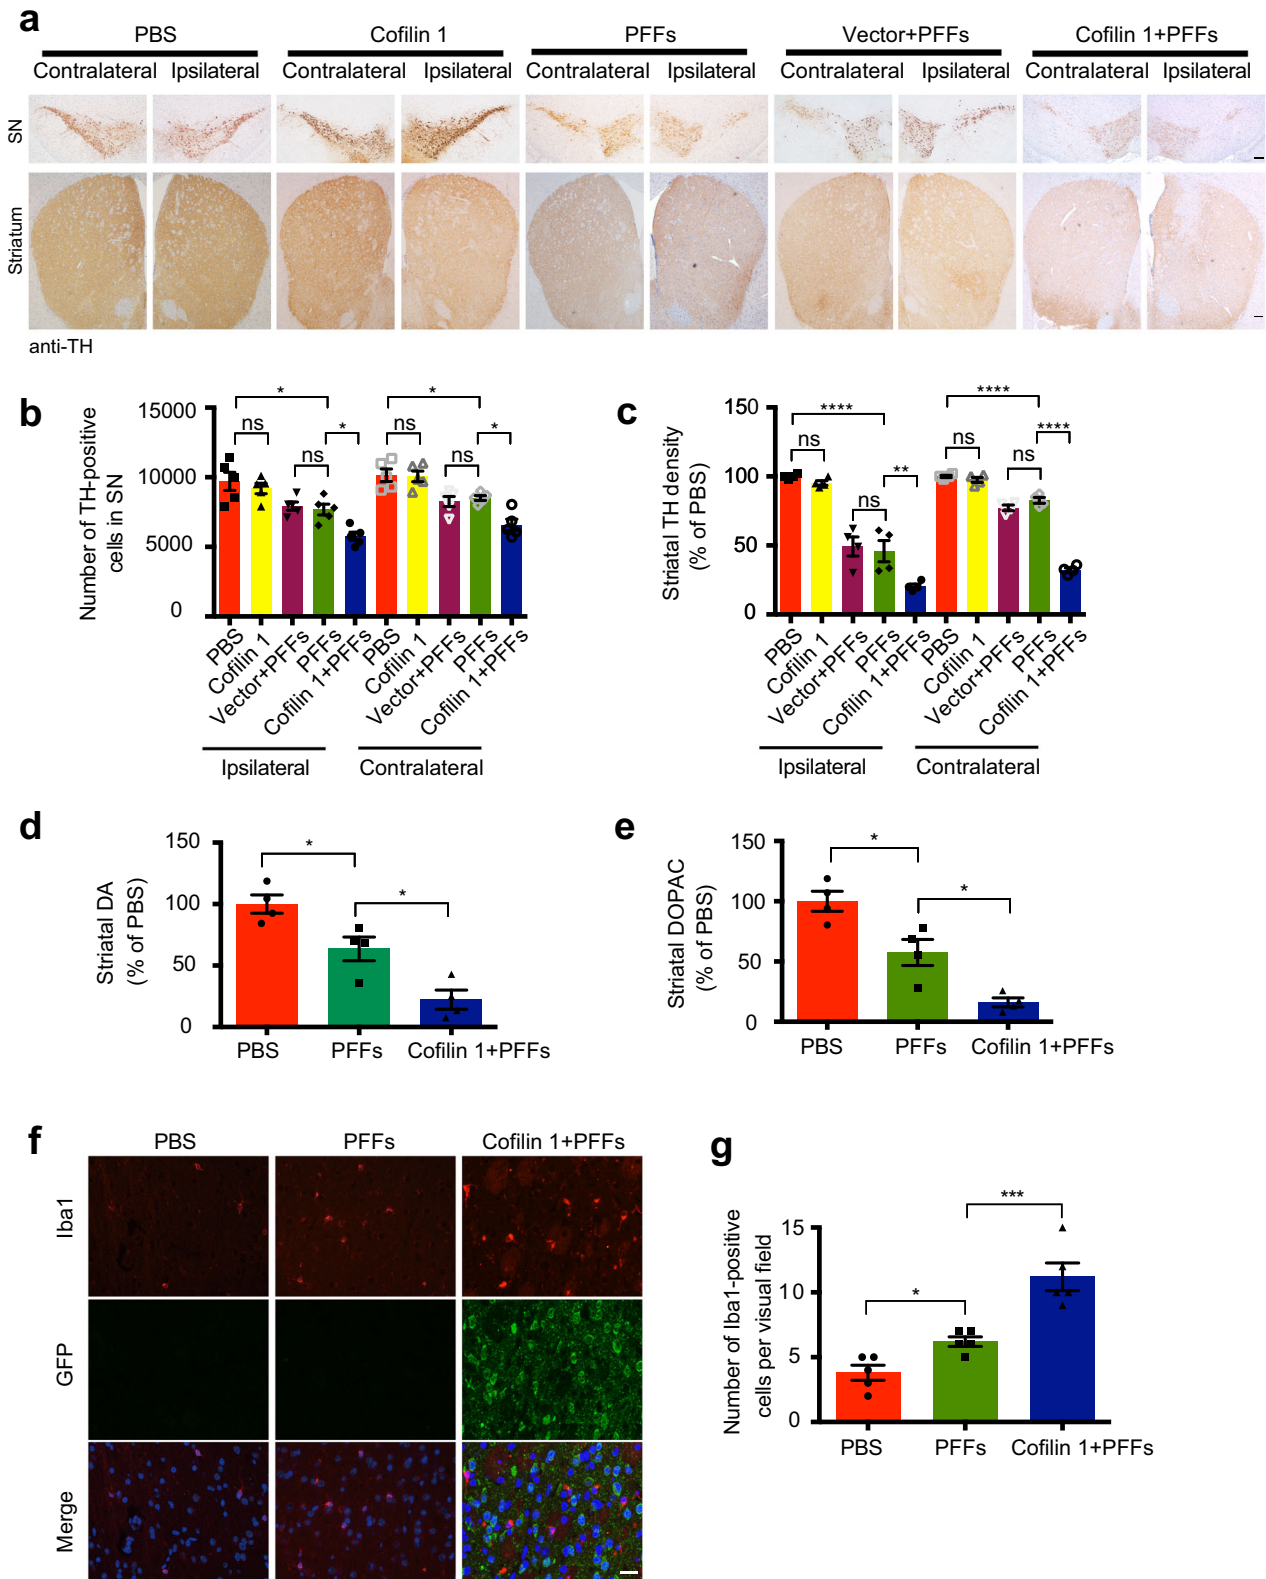 a
PBS
Cofilin 1
PFFs
Vector+PFFs
Cofilin 1+PFFs
Contralateral Ipsilateral
Contralateral Ipsilateral
Contralateral Ipsilateral
Contralateral Ipsilateral
Contralateral Ipsilateral
SN
Striatum
anti-TH
b
Number of TH-positive
cells in SN
15000
10000
5000
0
*
ns
*
ns
*
ns
*
ns
PBS
Cofilin 1
Vector+PFFs
PFFs
Cofilin 1+PFFs
PBS
Cofilin 1
Vector+PFFs
PFFs
Cofilin 1+PFFs
Ipsilateral
Contralateral
c
Striatal TH density
(% of PBS)
150
100
50
0
****
ns
**
ns
****
ns
****
ns
PBS
Cofilin 1
Vector+PFFs
PFFs
Cofilin 1+PFFs
PBS
Cofilin 1
Vector+PFFs
PFFs
Cofilin 1+PFFs
Ipsilateral
Contralateral
d
Striatal DA
(% of PBS)
150
100
50
0
*
*
PBS
PFFs
Cofilin 1+PFFs
e
Striatal DOPAC
(% of PBS)
150
100
50
0
*
*
PBS
PFFs
Cofilin 1+PFFs
f
PBS
PFFs
Cofilin 1+PFFs
Iba1
GFP
Merge
g
Number of Iba1-positive
cells per visual field
15
10
5
0
*
***
PBS
PFFs
Cofilin 1+PFFs